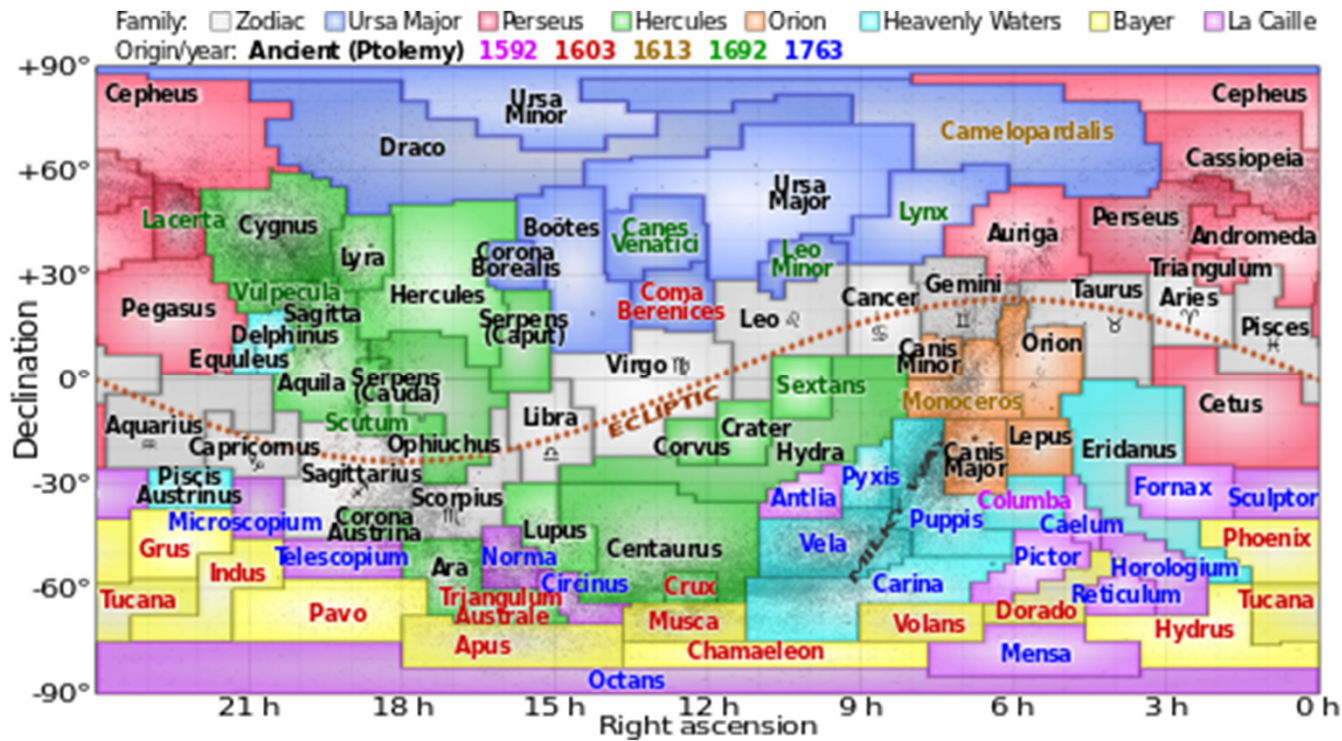 Family: Zodiac Ursa Major Perseus Hercules Orion Heavenly Waters Bayer La Caille
Origin/year: Ancient (Ptolemy) 1592 1603 1613 1692 1763
+90°
Cepheus
Ursa
Minor
Cepheus
Camelopardalis
Draco
Cassiopeia
+60°
Ursa
Major
Lacerta
Cygnus
Boötes
Canes
Venatici
Lynx
Auriga
Perseus
Andromeda
Lyra
Corona
Borealis
Leo
Minor
+30°
Triangulum
Vulpecula
Hercules
Coma
Berenices
Cancer ♋
Gemini ♊
Taurus ♉
Aries ♈
Pegasus
Sagitta
Serpens
(Caput)
Leo ♌
Pisces ♓
Delphinus
Equuleus
Virgo ♍
Canis
Minor
Orion
0°
Aquila
Serpens
(Cauda)
Sextans
Monoceros
Cetus
ECLIPTIC
Aquarius ♒
Scutum
Libra ♎
Crater
Capricornus ♑
Ophiuchus
Corvus
Hydra
Canis
Major
Lepus
Eridanus
-30°
Piscis
Austrinus
Sagittarius ♐
Scorpius ♏
Antlia
Pyxis
Columba
Fornax
Sculptor
MILKY WAY
Microscopium
Corona
Austrina
Lupus
Puppis
Caelum
Phoenix
Grus
Telescopium
Norma
Centaurus
Vela
Pictor
Horologium
Indus
Ara
Circinus
Crux
Carina
Reticulum
-60°
Tucana
Pavo
Triangulum
Australe
Musca
Volans
Dorado
Tucana
Hydrus
Apus
Chamaeleon
Mensa
Octans
-90°
Declination
21 h 18 h 15 h 12 h 9 h 6 h 3 h 0 h
Right ascension